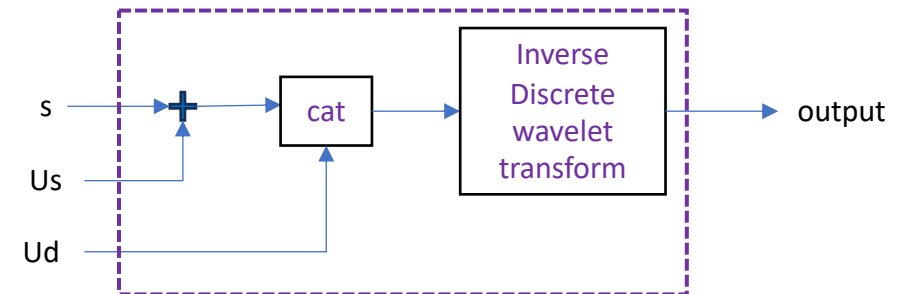 s
Us
Ud
cat
Inverse
Discrete
wavelet
transform
output